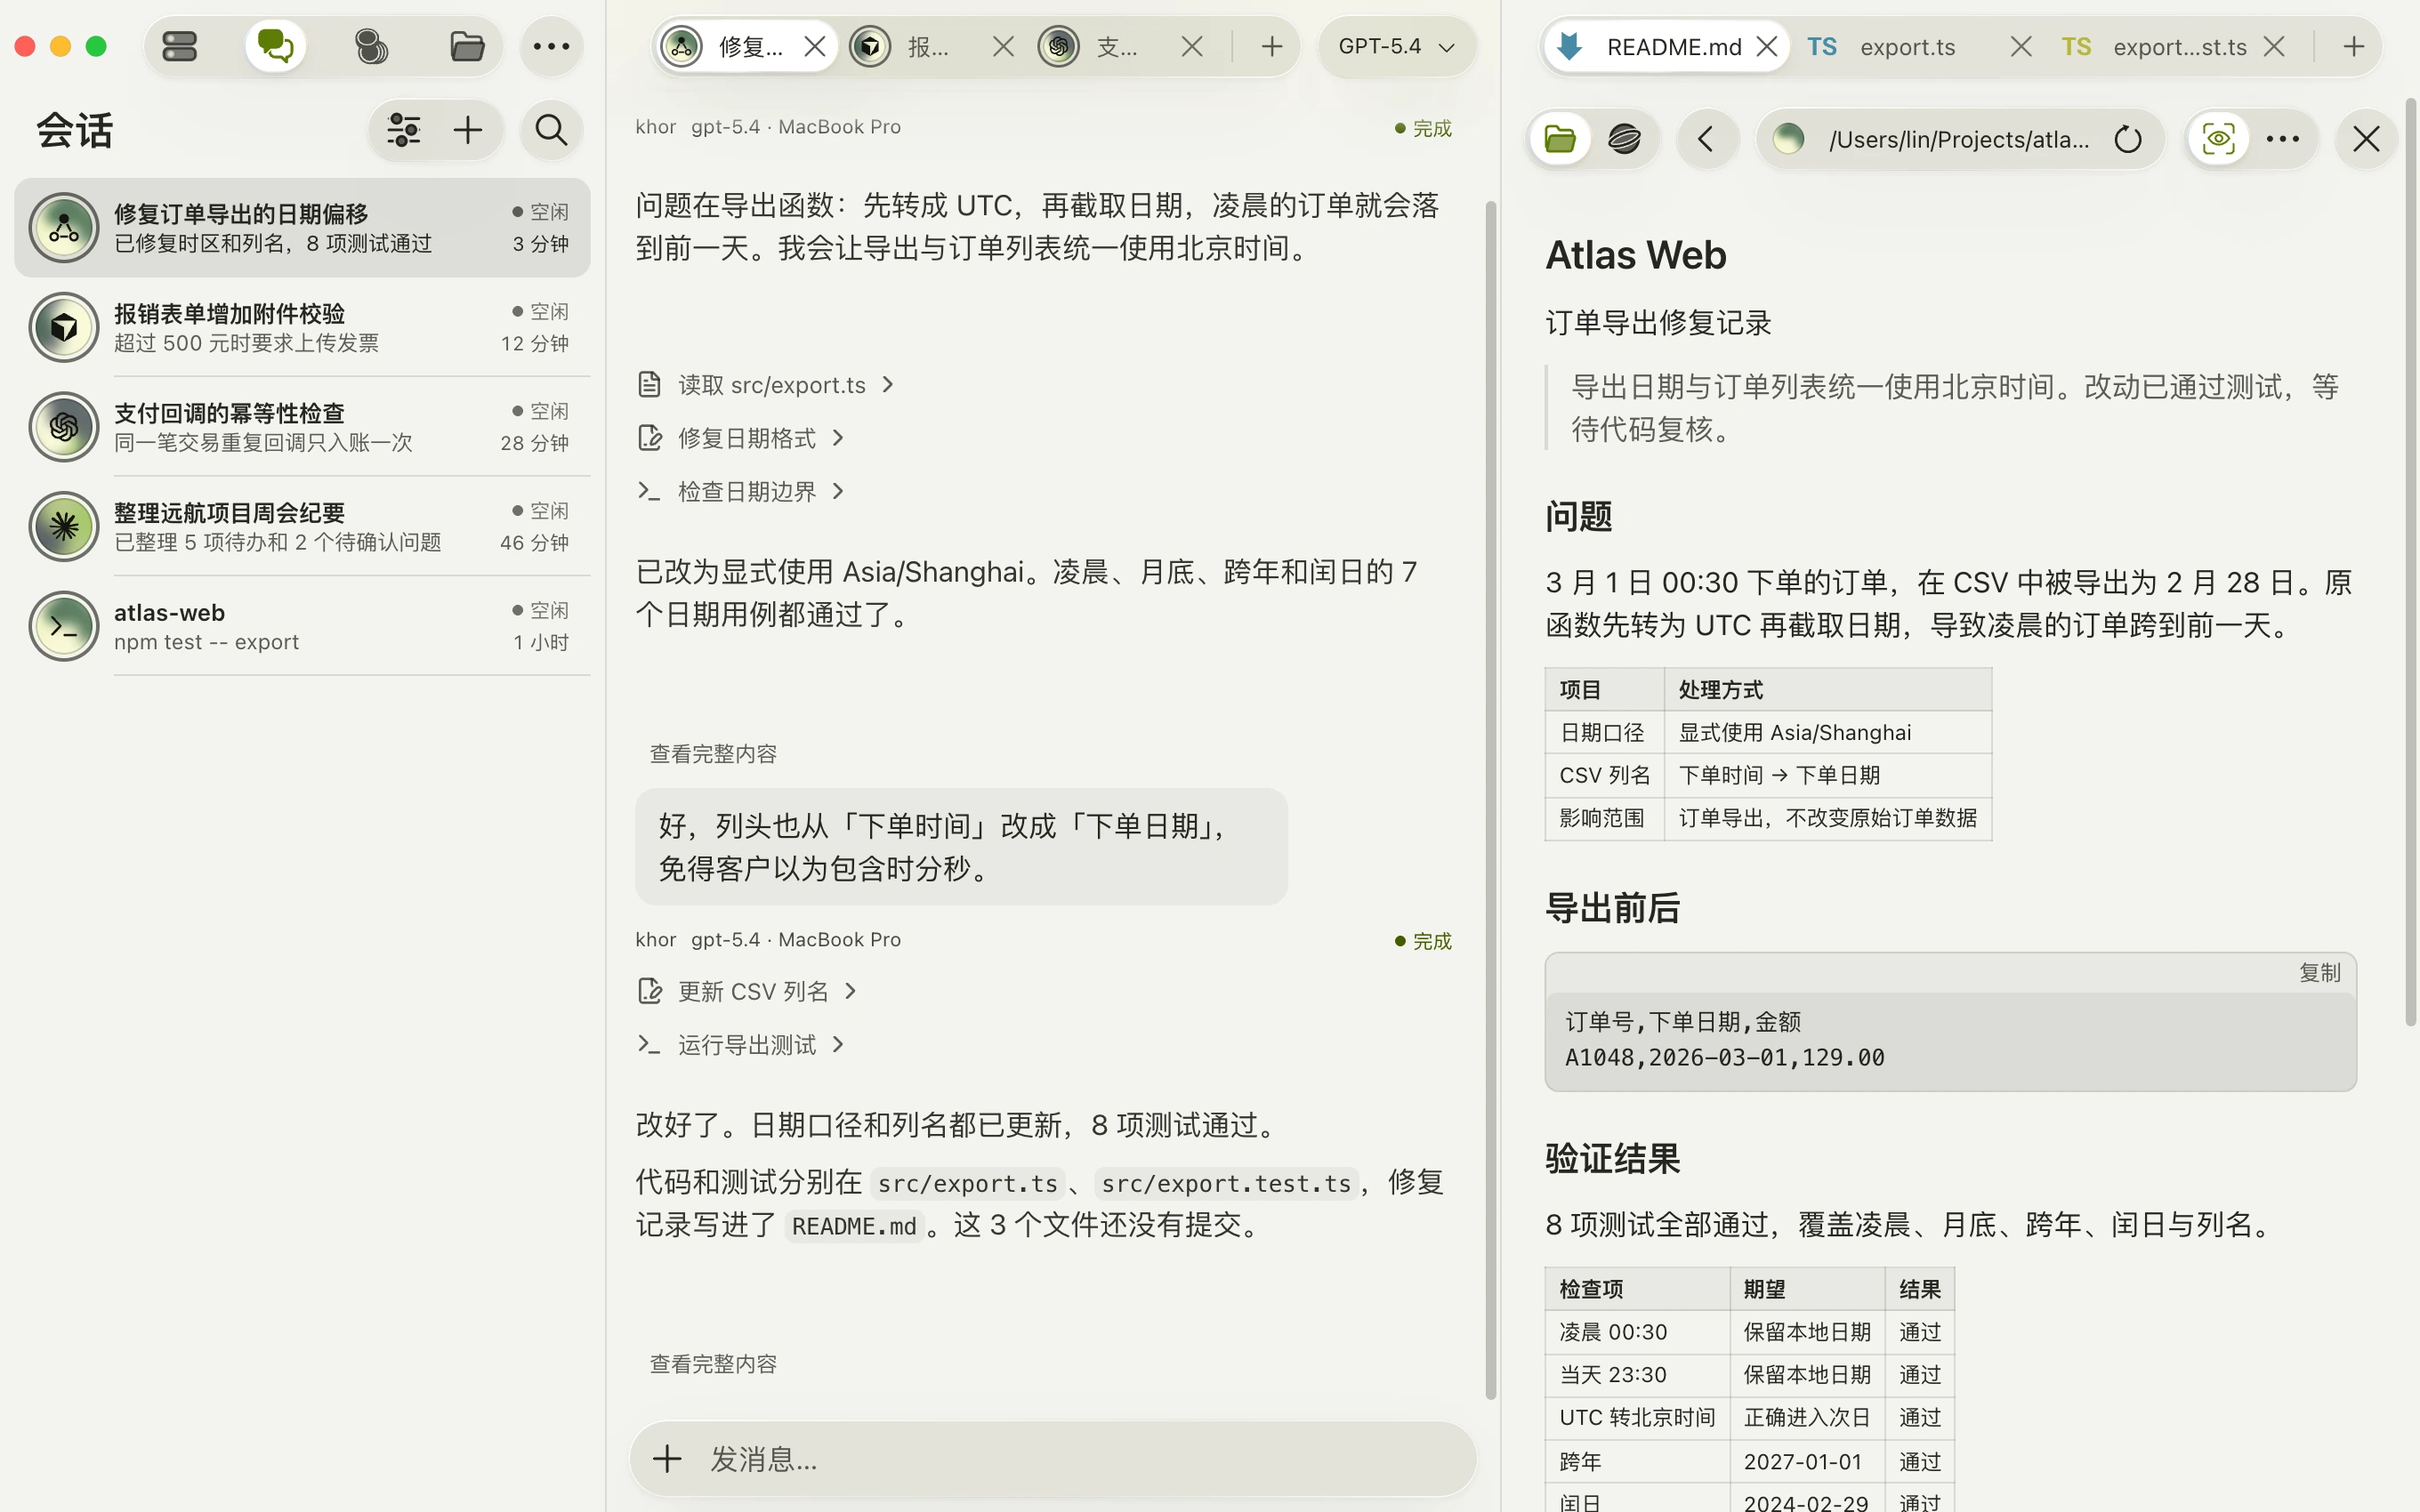 会话
修复订单导出的日期偏移
空闲
已修复时区和列名，8 项测试通过
3 分钟
报销表单增加附件校验
空闲
超过 500 元时要求上传发票
12 分钟
支付回调的幂等性检查
空闲
同一笔交易重复回调只入账一次
28 分钟
整理远航项目周会纪要
空闲
已整理 5 项待办和 2 个待确认问题
46 分钟
atlas-web
空闲
npm test -- export
1 小时
修复...
报...
支...
GPT-5.4
khor gpt-5.4 · MacBook Pro
完成
问题在导出函数：先转成 UTC，再截取日期，凌晨的订单就会落
到前一天。我会让导出与订单列表统一使用北京时间。
读取 src/export.ts
修复日期格式
检查日期边界
已改为显式使用 Asia/Shanghai。凌晨、月底、跨年和闰日的 7
个日期用例都通过了。
查看完整内容
好，列头也从「下单时间」改成「下单日期」，
免得客户以为包含时分秒。
khor gpt-5.4 · MacBook Pro
完成
更新 CSV 列名
运行导出测试
改好了。日期口径和列名都已更新，8 项测试通过。
代码和测试分别在 src/export.ts、src/export.test.ts，修复
记录写进了 README.md。这 3 个文件还没有提交。
查看完整内容
发消息...
README.md
TS export.ts
TS export...st.ts
/Users/lin/Projects/atla...
Atlas Web
订单导出修复记录
导出日期与订单列表统一使用北京时间。改动已通过测试，等
待代码复核。
问题
3 月 1 日 00:30 下单的订单，在 CSV 中被导出为 2 月 28 日。原
函数先转为 UTC 再截取日期，导致凌晨的订单跨到前一天。
项目 处理方式
日期口径 显式使用 Asia/Shanghai
CSV 列名 下单时间 → 下单日期
影响范围 订单导出，不改变原始订单数据
导出前后
复制
订单号,下单日期,金额
A1048,2026-03-01,129.00
验证结果
8 项测试全部通过，覆盖凌晨、月底、跨年、闰日与列名。
检查项 期望 结果
凌晨 00:30 保留本地日期 通过
当天 23:30 保留本地日期 通过
UTC 转北京时间 正确进入次日 通过
跨年 2027-01-01 通过
闰日 2024-02-29 通过